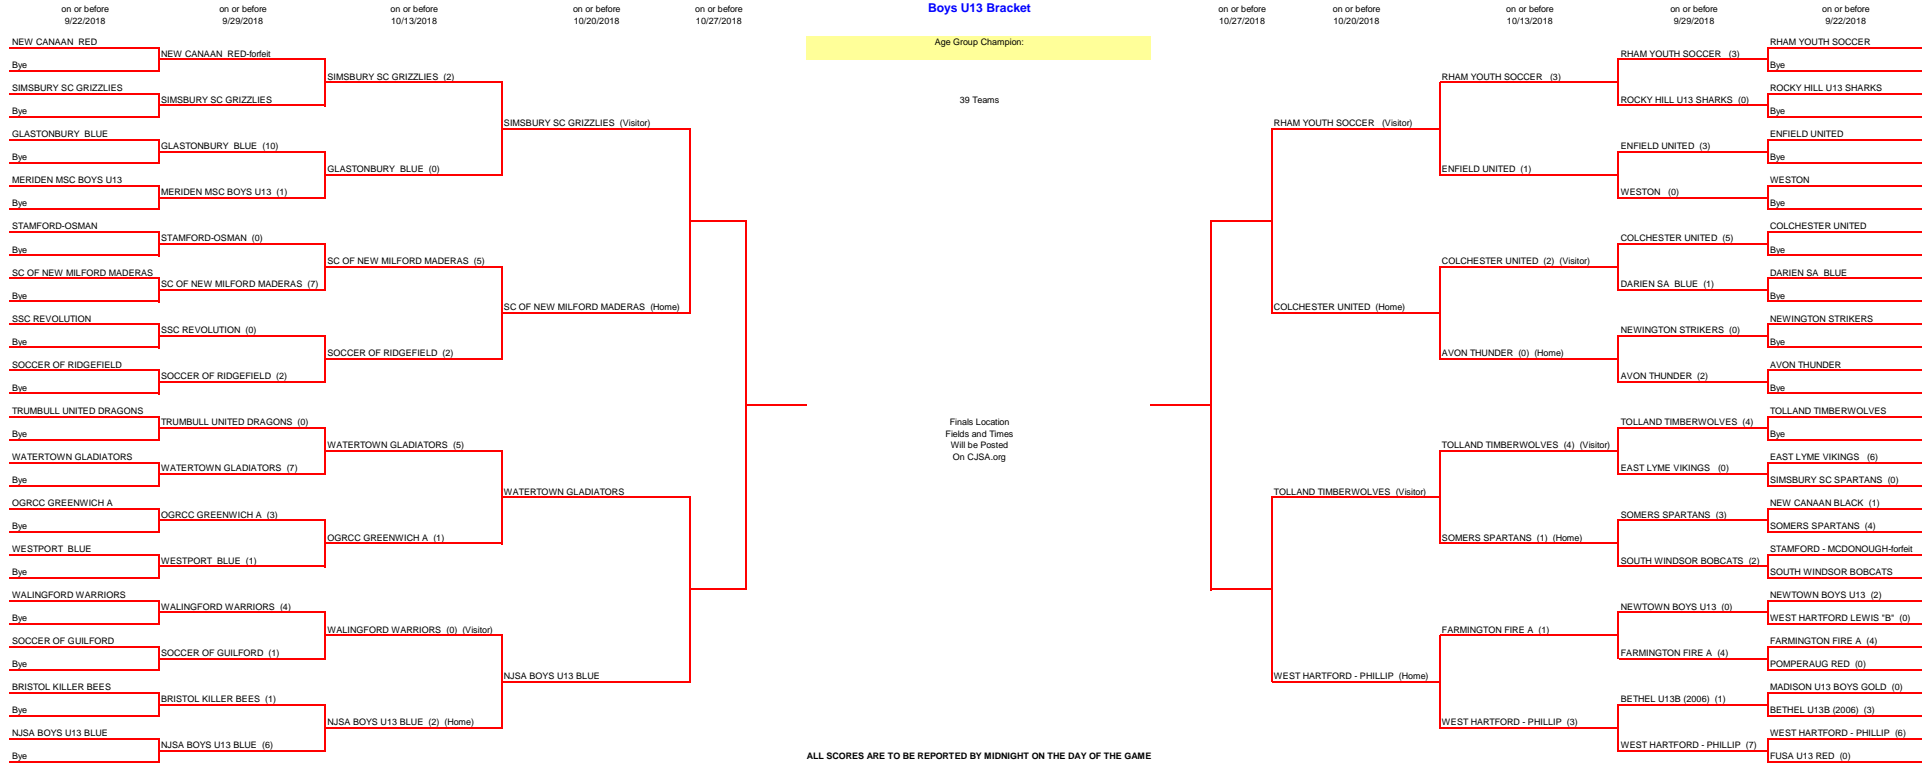 on or before
9/22/2018
on or before
9/29/2018
on or before
10/13/2018
on or before
10/20/2018
on or before
10/27/2018
Boys U13 Bracket
on or before
10/27/2018
on or before
10/20/2018
on or before
10/13/2018
on or before
9/29/2018
on or before
9/22/2018
Age Group Champion:
39 Teams
Finals Location
Fields and Times
Will be Posted
On CJSA.org
ALL SCORES ARE TO BE REPORTED BY MIDNIGHT ON THE DAY OF THE GAME
NEW CANAAN RED
Bye
SIMSBURY SC GRIZZLIES
Bye
GLASTONBURY BLUE
Bye
MERIDEN MSC BOYS U13
Bye
STAMFORD-OSMAN
Bye
SC OF NEW MILFORD MADERAS
Bye
SSC REVOLUTION
Bye
SOCCER OF RIDGEFIELD
Bye
TRUMBULL UNITED DRAGONS
Bye
WATERTOWN GLADIATORS
Bye
OGRCC GREENWICH A
Bye
WESTPORT BLUE
Bye
WALINGFORD WARRIORS
Bye
SOCCER OF GUILFORD
Bye
BRISTOL KILLER BEES
Bye
NJSA BOYS U13 BLUE
Bye
NEW CANAAN RED-forfeit
SIMSBURY SC GRIZZLIES
GLASTONBURY BLUE (10)
MERIDEN MSC BOYS U13 (1)
STAMFORD-OSMAN (0)
SC OF NEW MILFORD MADERAS (7)
SSC REVOLUTION (0)
SOCCER OF RIDGEFIELD (2)
TRUMBULL UNITED DRAGONS (0)
WATERTOWN GLADIATORS (7)
OGRCC GREENWICH A (3)
WESTPORT BLUE (1)
WALINGFORD WARRIORS (4)
SOCCER OF GUILFORD (1)
BRISTOL KILLER BEES (1)
NJSA BOYS U13 BLUE (6)
SIMSBURY SC GRIZZLIES (2)
GLASTONBURY BLUE (0)
SC OF NEW MILFORD MADERAS (5)
SOCCER OF RIDGEFIELD (2)
WATERTOWN GLADIATORS (5)
OGRCC GREENWICH A (1)
WALINGFORD WARRIORS (0) (Visitor)
NJSA BOYS U13 BLUE (2) (Home)
SIMSBURY SC GRIZZLIES (Visitor)
SC OF NEW MILFORD MADERAS (Home)
WATERTOWN GLADIATORS
NJSA BOYS U13 BLUE
RHAM YOUTH SOCCER (Visitor)
COLCHESTER UNITED (Home)
TOLLAND TIMBERWOLVES (Visitor)
WEST HARTFORD - PHILLIP (Home)
RHAM YOUTH SOCCER (3)
ENFIELD UNITED (1)
COLCHESTER UNITED (2) (Visitor)
AVON THUNDER (0) (Home)
TOLLAND TIMBERWOLVES (4) (Visitor)
SOMERS SPARTANS (1) (Home)
FARMINGTON FIRE A (1)
WEST HARTFORD - PHILLIP (3)
RHAM YOUTH SOCCER (3)
ROCKY HILL U13 SHARKS (0)
ENFIELD UNITED (3)
WESTON (0)
COLCHESTER UNITED (5)
DARIEN SA BLUE (1)
NEWINGTON STRIKERS (0)
AVON THUNDER (2)
TOLLAND TIMBERWOLVES (4)
EAST LYME VIKINGS (0)
SOMERS SPARTANS (3)
SOUTH WINDSOR BOBCATS (2)
NEWTOWN BOYS U13 (0)
FARMINGTON FIRE A (4)
BETHEL U13B (2006) (1)
WEST HARTFORD - PHILLIP (7)
RHAM YOUTH SOCCER
Bye
ROCKY HILL U13 SHARKS
Bye
ENFIELD UNITED
Bye
WESTON
Bye
COLCHESTER UNITED
Bye
DARIEN SA BLUE
Bye
NEWINGTON STRIKERS
Bye
AVON THUNDER
Bye
TOLLAND TIMBERWOLVES
Bye
EAST LYME VIKINGS (6)
SIMSBURY SC SPARTANS (0)
NEW CANAAN BLACK (1)
SOMERS SPARTANS (4)
STAMFORD - MCDONOUGH-forfeit
SOUTH WINDSOR BOBCATS
NEWTOWN BOYS U13 (2)
WEST HARTFORD LEWIS "B" (0)
FARMINGTON FIRE A (4)
POMPERAUG RED (0)
MADISON U13 BOYS GOLD (0)
BETHEL U13B (2006) (3)
WEST HARTFORD - PHILLIP (6)
FUSA U13 RED (0)